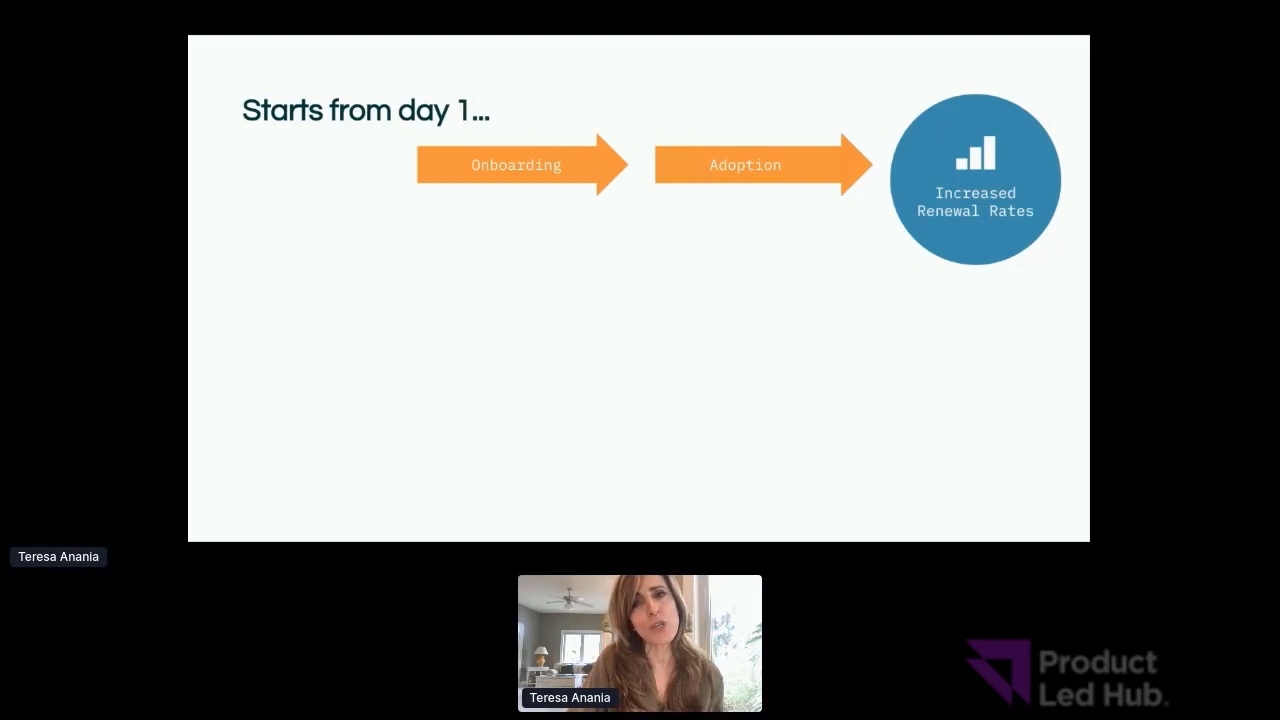 Starts from day 1...
Onboarding
Adoption
Increased
Renewal Rates
Teresa Anania
Teresa Anania
Product
Led Hub.